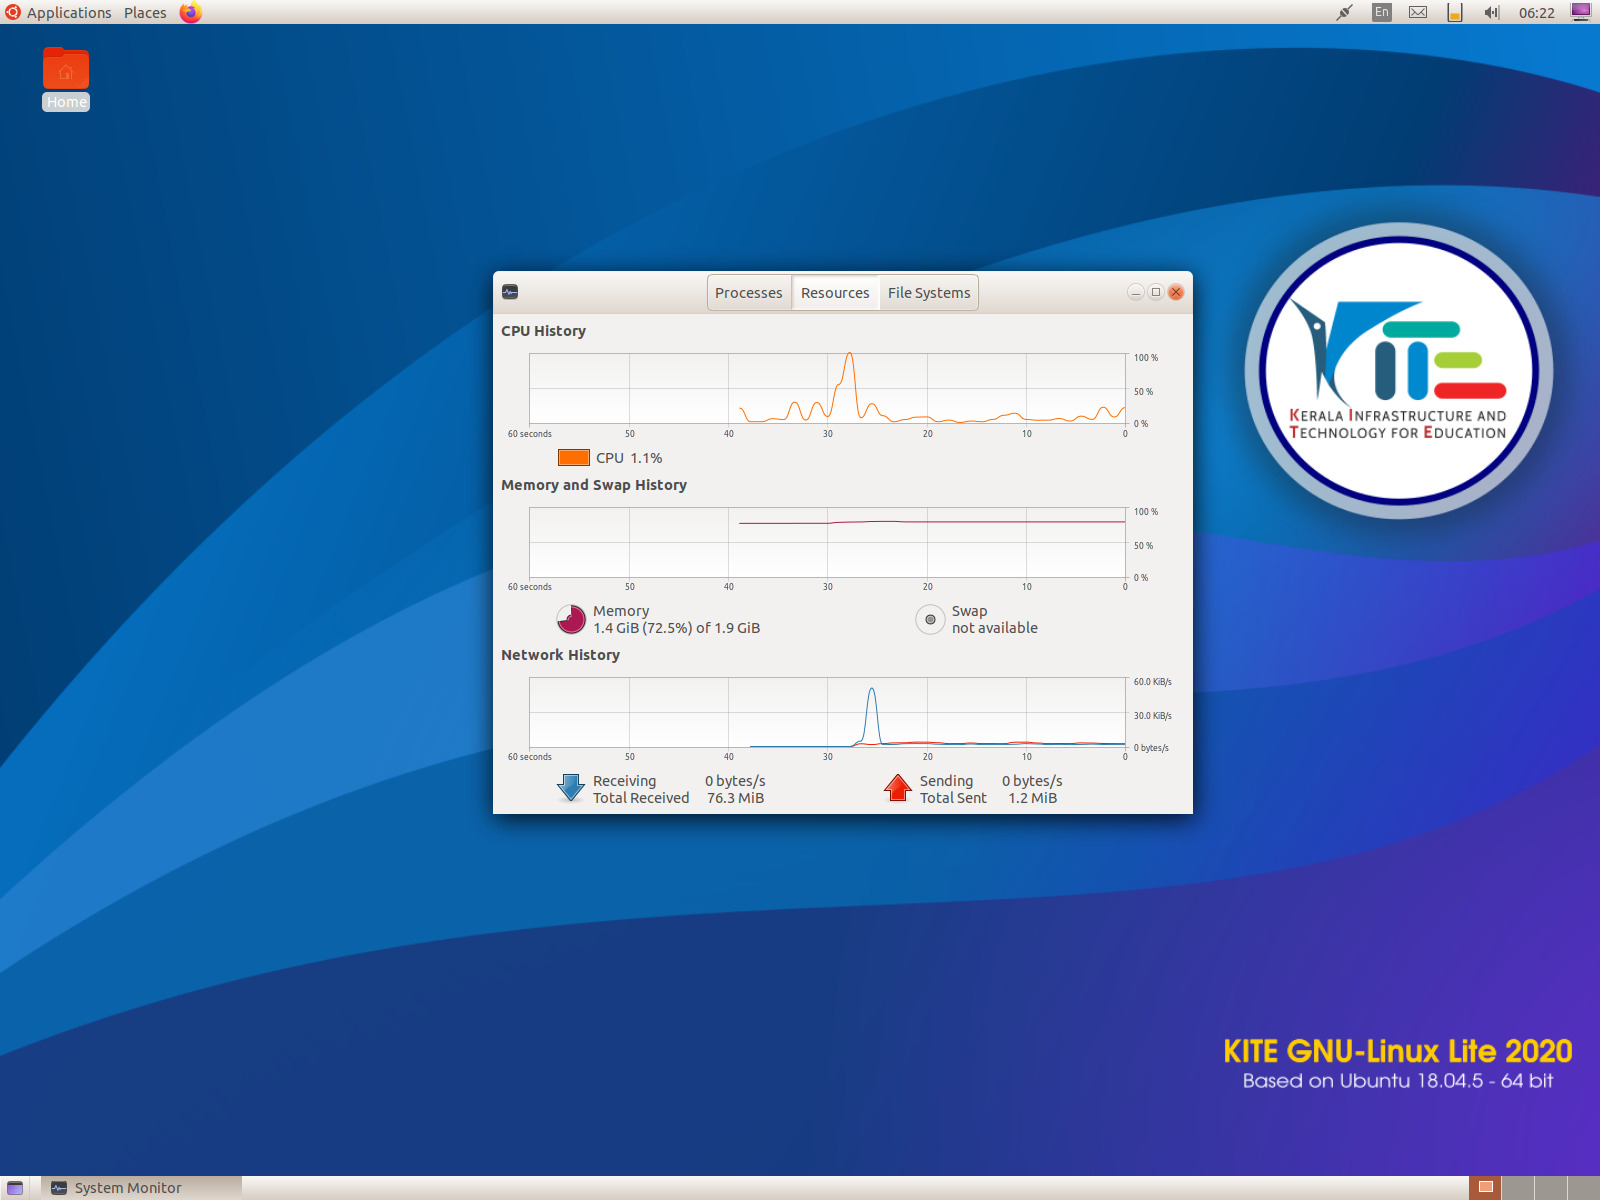 Applications Places En 06:22
Home
Processes Resources File Systems
CPU History
100 %
50 %
0 %
60 seconds 50 40 30 20 10 0
CPU 1.1%
Memory and Swap History
100 %
50 %
0 %
60 seconds 50 40 30 20 10 0
Memory
1.4 GiB (72.5%) of 1.9 GiB
Swap
not available
Network History
60.0 KiB/s
30.0 KiB/s
0 bytes/s
60 seconds 50 40 30 20 10 0
Receiving 0 bytes/s
Total Received 76.3 MiB
Sending 0 bytes/s
Total Sent 1.2 MiB
KITE
KERALA INFRASTRUCTURE AND
TECHNOLOGY FOR EDUCATION
KITE GNU-Linux Lite 2020
Based on Ubuntu 18.04.5 - 64 bit
System Monitor